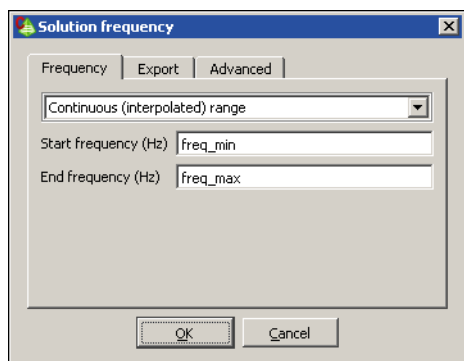 Solution frequency
Frequency Export Advanced
Continuous (interpolated) range
Start frequency (Hz) freq_min
End frequency (Hz) freq_max
OK Cancel